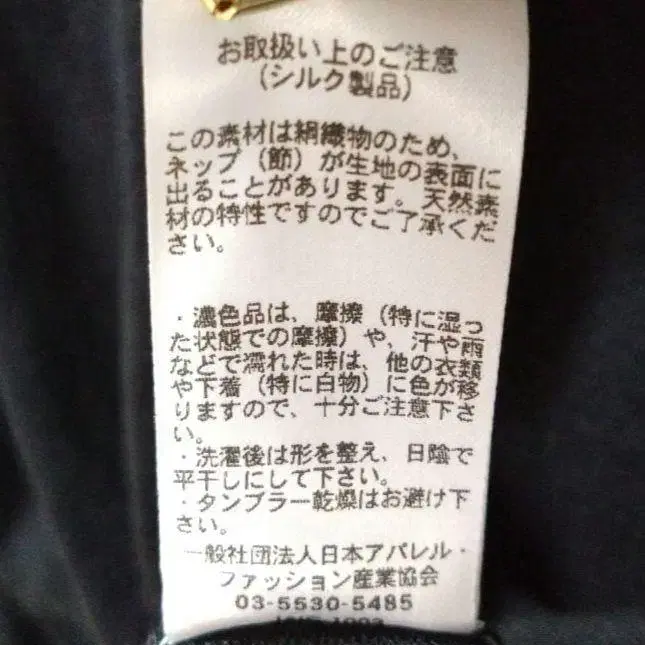 お取扱い上のご注意
(シルク製品)
この素材は絹織物のため、
ネップ(節)が生地の表面に
出ることがあります。天然素
材の特性ですのでご了承くだ
さい。
・濃色品は、摩擦(特に湿っ
た状態での摩擦)や、汗や雨
などで濡れた時は、他の衣類
や下着(特に白物)に色が移
りますので、十分ご注意下さ
い。
・洗濯後は形を整え、日陰で
平干しにして下さい。
・タンブラー乾燥はお避け下
さい。
一般社団法人日本アパレル・
ファッション産業協会
03-5530-5485